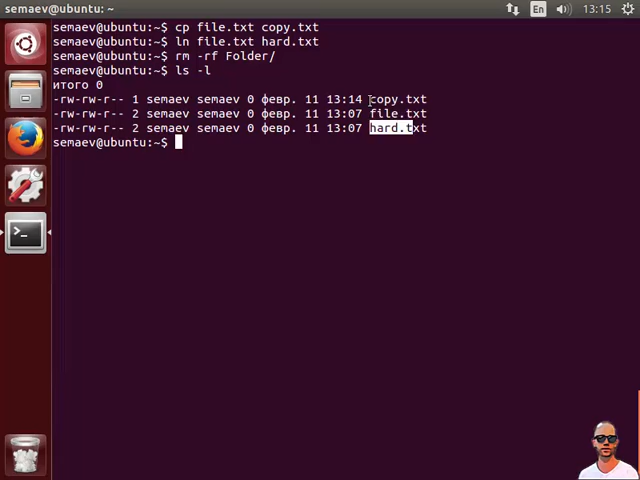 semaev@ubuntu: ~
En
13:15
semaev@ubuntu:~$ cp file.txt copy.txt
semaev@ubuntu:~$ ln file.txt hard.txt
semaev@ubuntu:~$ rm -rf Folder/
semaev@ubuntu:~$ ls -l
итого 0
-rw-rw-r-- 1 semaev semaev 0 февр. 11 13:14 copy.txt
-rw-rw-r-- 2 semaev semaev 0 февр. 11 13:07 file.txt
-rw-rw-r-- 2 semaev semaev 0 февр. 11 13:07 hard.txt
semaev@ubuntu:~$